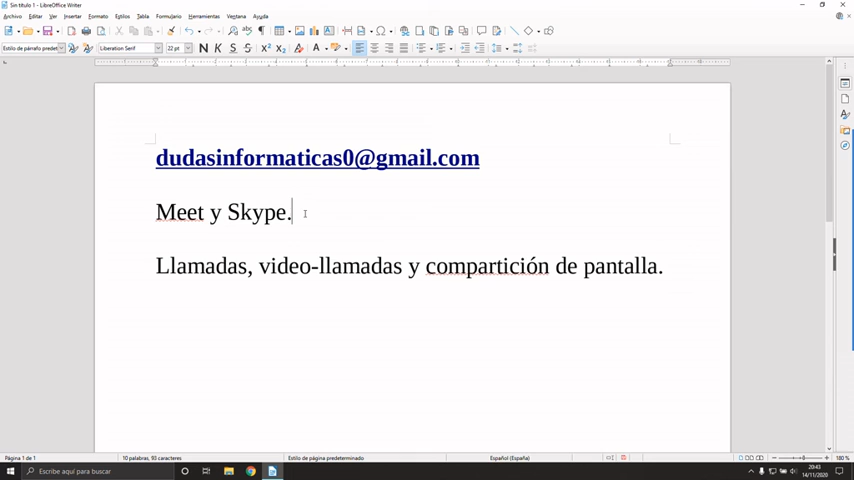 Sin título 1 - LibreOffice Writer
Archivo Editar Ver Insertar Formato Estilos Tabla Formulario Herramientas Ventana Ayuda
Estilo de párrafo predet Liberation Serif 22 pt N K S S X² X₂ A
dudasinformaticas0@gmail.com
Meet y Skype.
Llamadas, video-llamadas y compartición de pantalla.
Página 1 de 1 10 palabras, 93 caracteres Estilo de página predeterminado Español (España) 180 %
Escribe aquí para buscar
20:43
14/11/2020